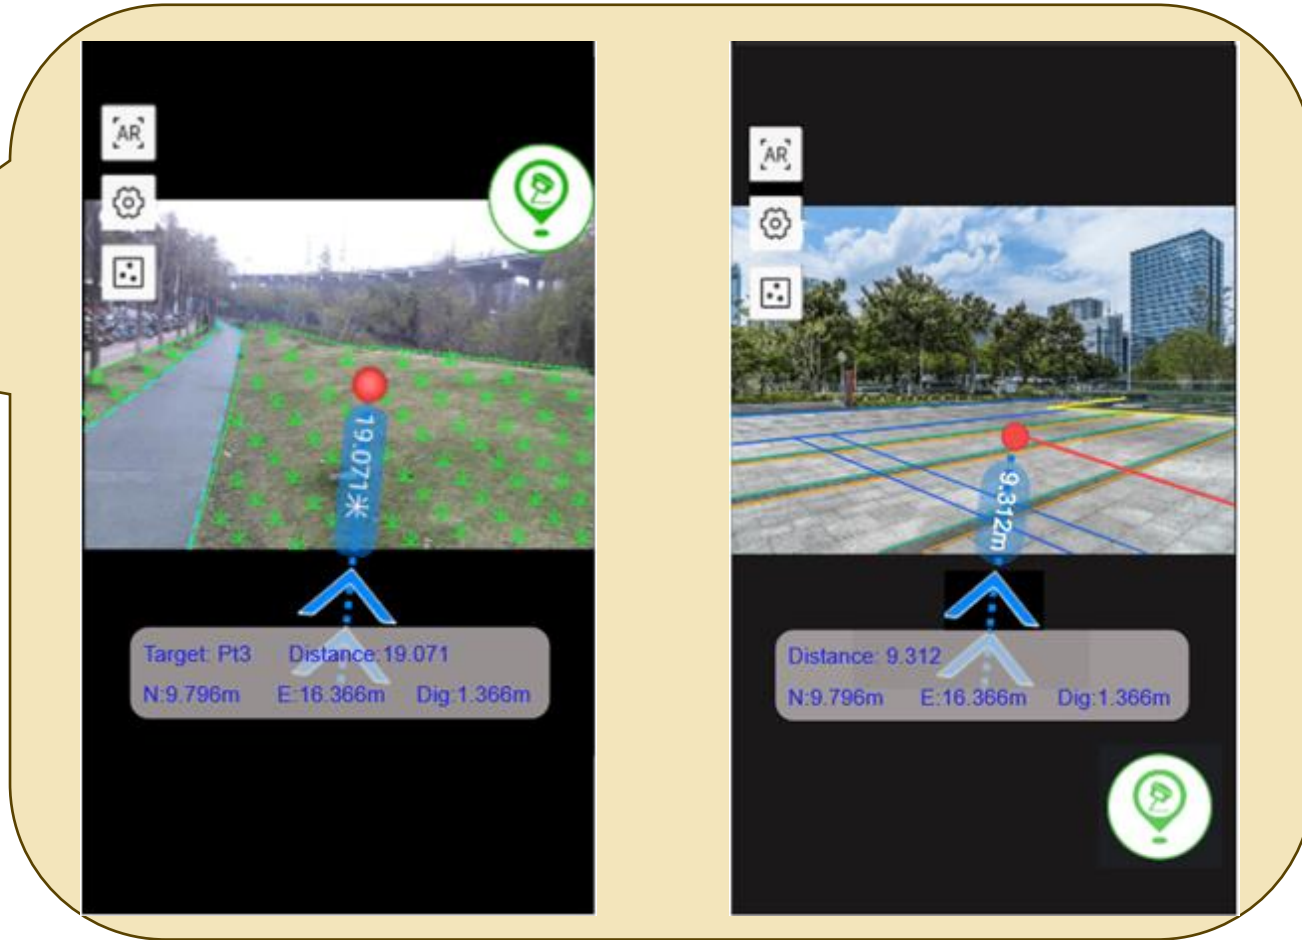 AR
19.071米
Target: Pt3 Distance:19.071
N:9.796m E:16.366m Dig:1.366m
AR
9.312m
Distance: 9.312
N:9.796m E:16.366m Dig:1.366m